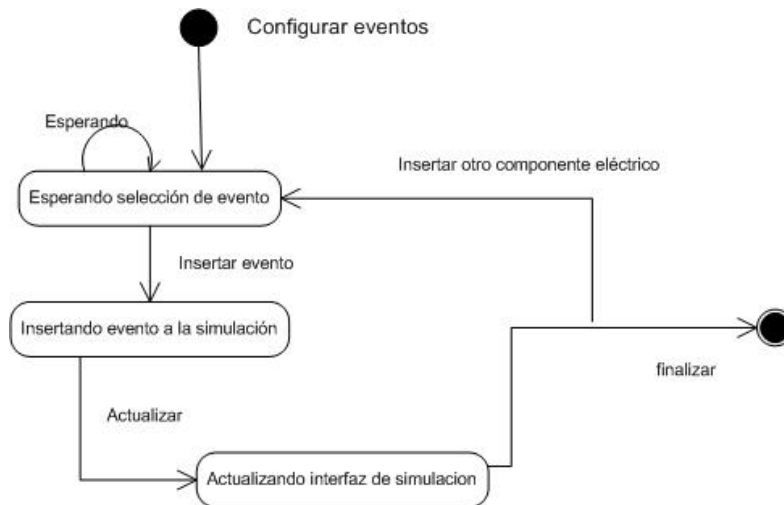 Configurar eventos
Esperando
Insertar otro componente eléctrico
Esperando selección de evento
Insertar evento
Insertando evento a la simulación
finalizar
Actualizar
Actualizando interfaz de simulacion